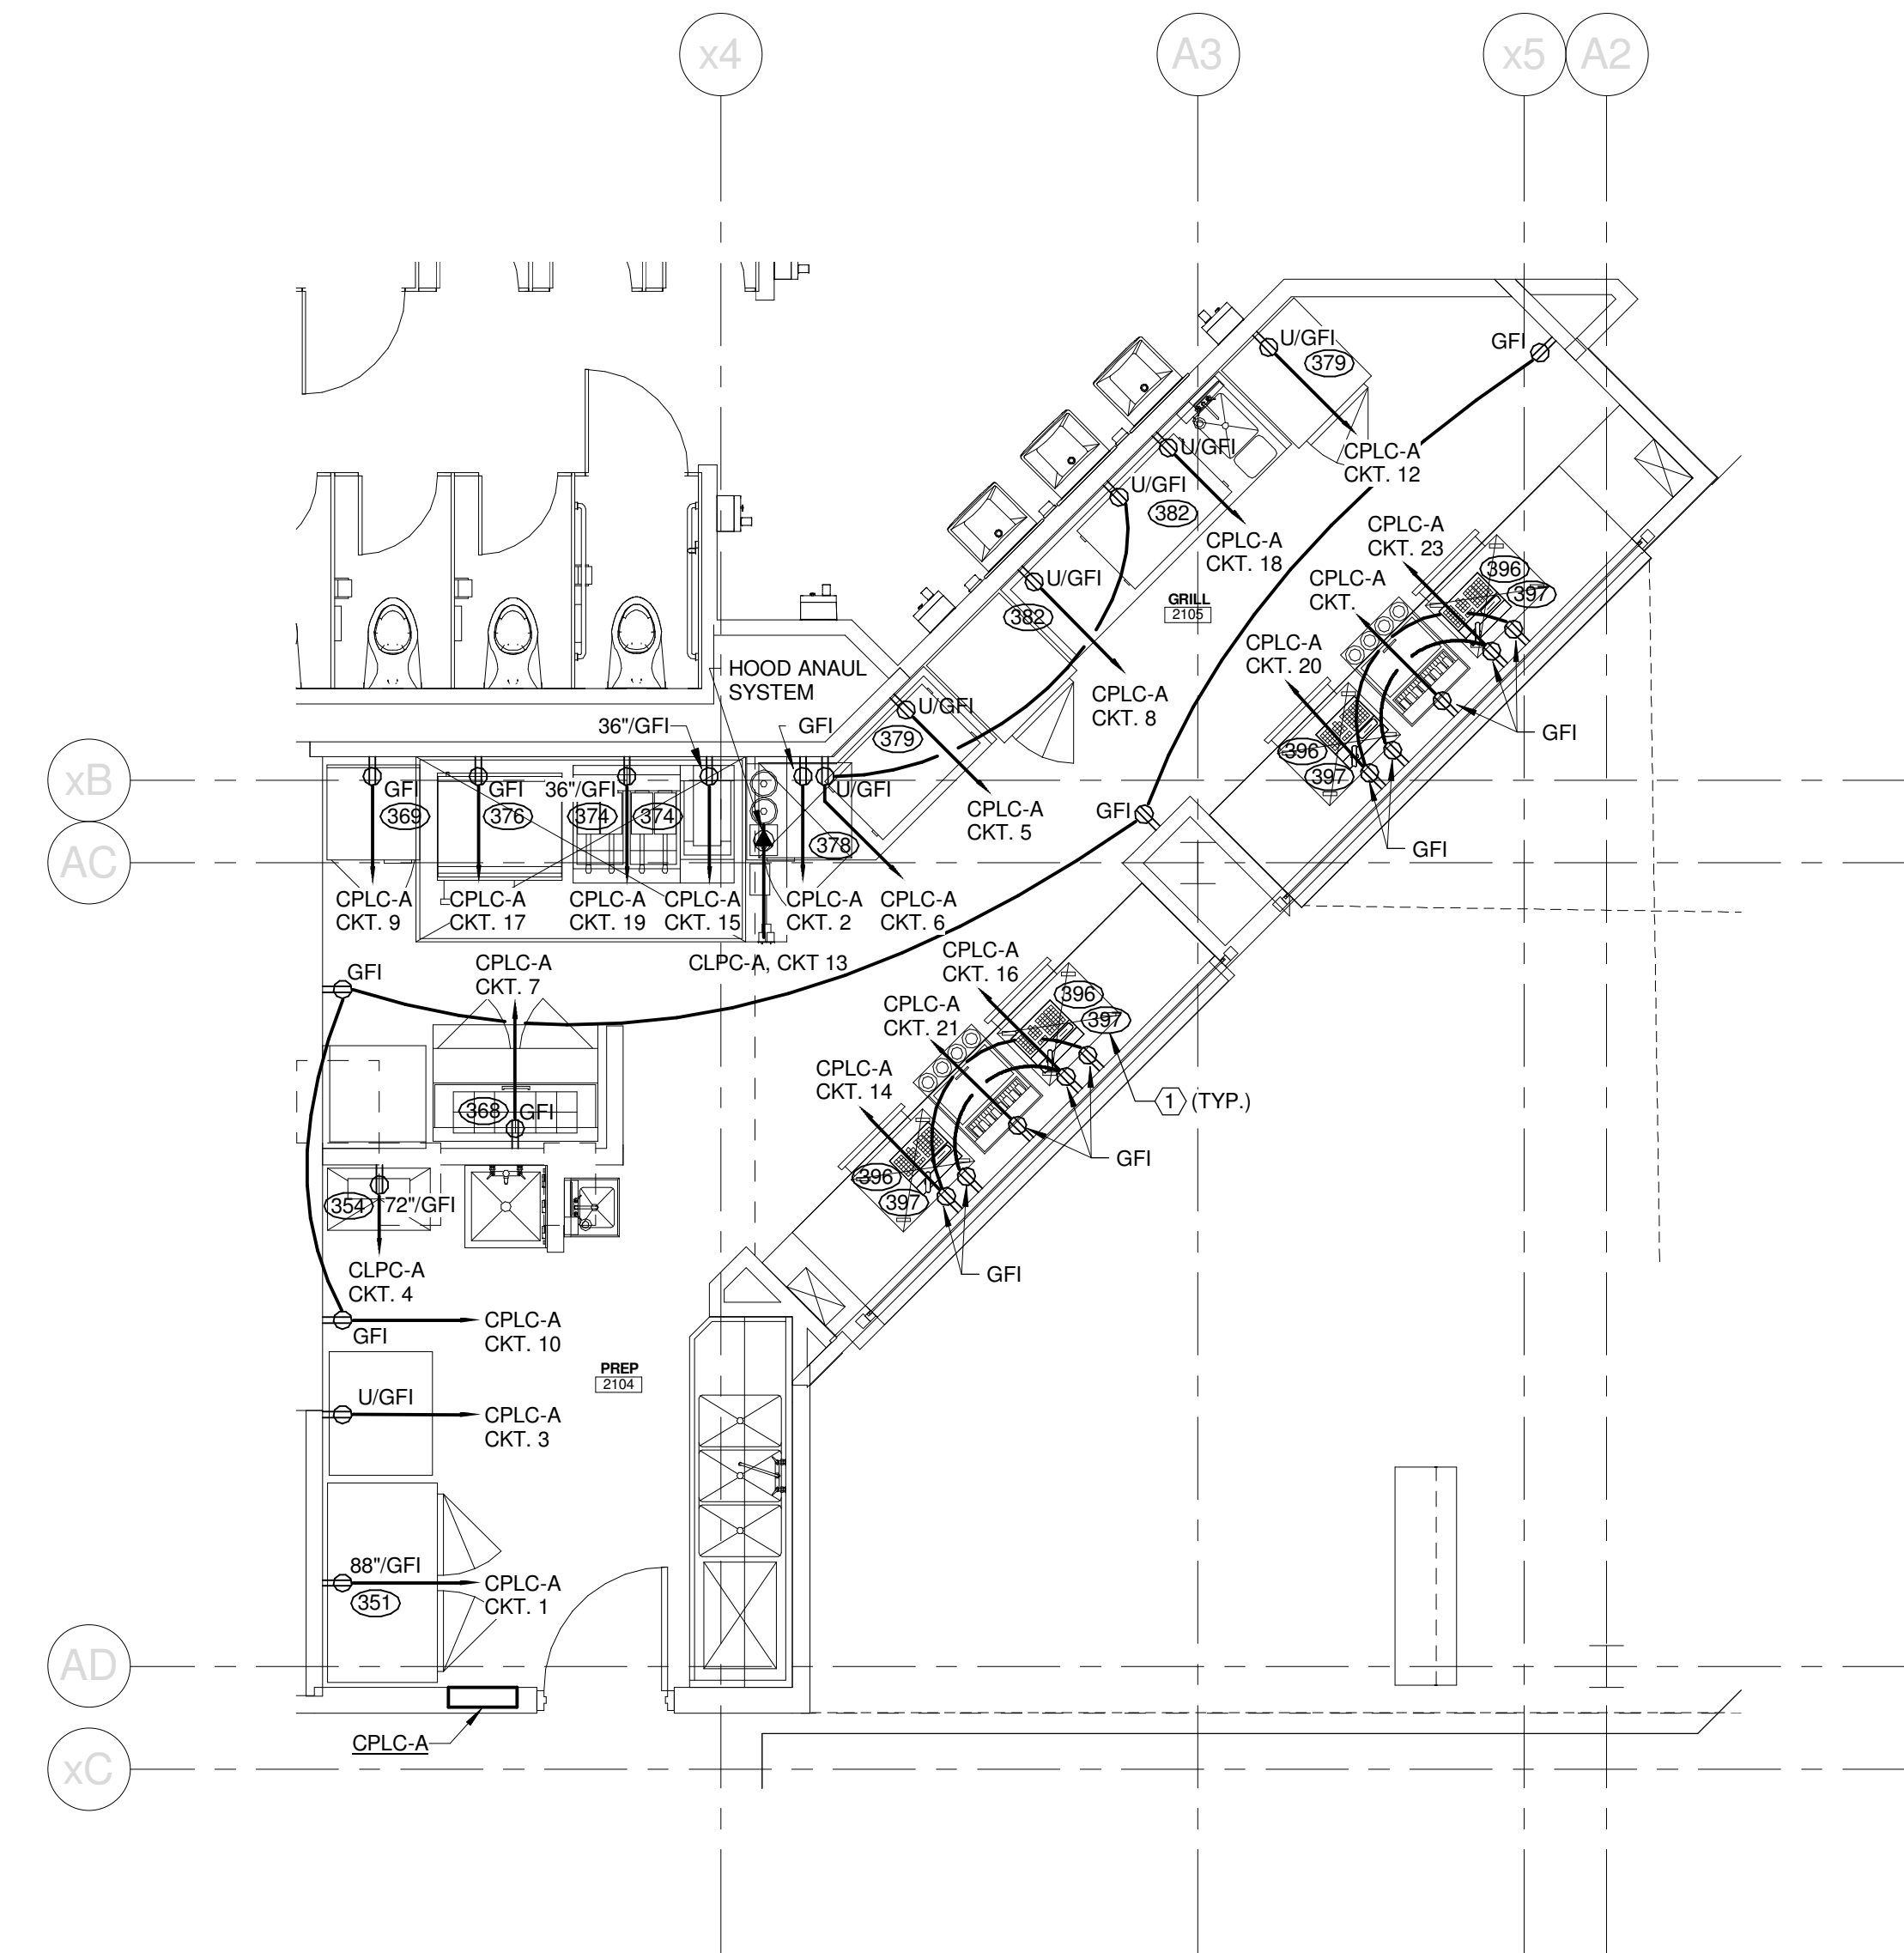 x4
A3
x5
A2
U/GFI
379
GFI
CPLC-A
CKT. 12
U/GFI
U/GFI
382
CPLC-A
CKT. 18
CPLC-A
CKT. 23
396
397
CPLC-A
CKT.
GRILL
2105
U/GFI
382
CPLC-A
CKT. 20
CPLC-A
CKT. 8
396
397
GFI
GFI
HOOD ANAUL
SYSTEM
U/GFI
379
CPLC-A
CKT. 5
36"/GFI
GFI
xB
GFI
369
GFI
376
36"/GFI
374
374
U/GFI
378
GFI
AC
CPLC-A
CKT. 9
CPLC-A
CKT. 17
CPLC-A
CKT. 19
CPLC-A
CKT. 15
CPLC-A
CKT. 2
CPLC-A
CKT. 6
CLPC-A, CKT 13
GFI
CPLC-A
CKT. 7
CPLC-A
CKT. 16
396
397
CPLC-A
CKT. 21
CPLC-A
CKT. 14
1 (TYP.)
368
GFI
GFI
396
397
GFI
354
72"/GFI
CLPC-A
CKT. 4
GFI
CPLC-A
CKT. 10
PREP
2104
U/GFI
CPLC-A
CKT. 3
88"/GFI
351
CPLC-A
CKT. 1
AD
CPLC-A
xC